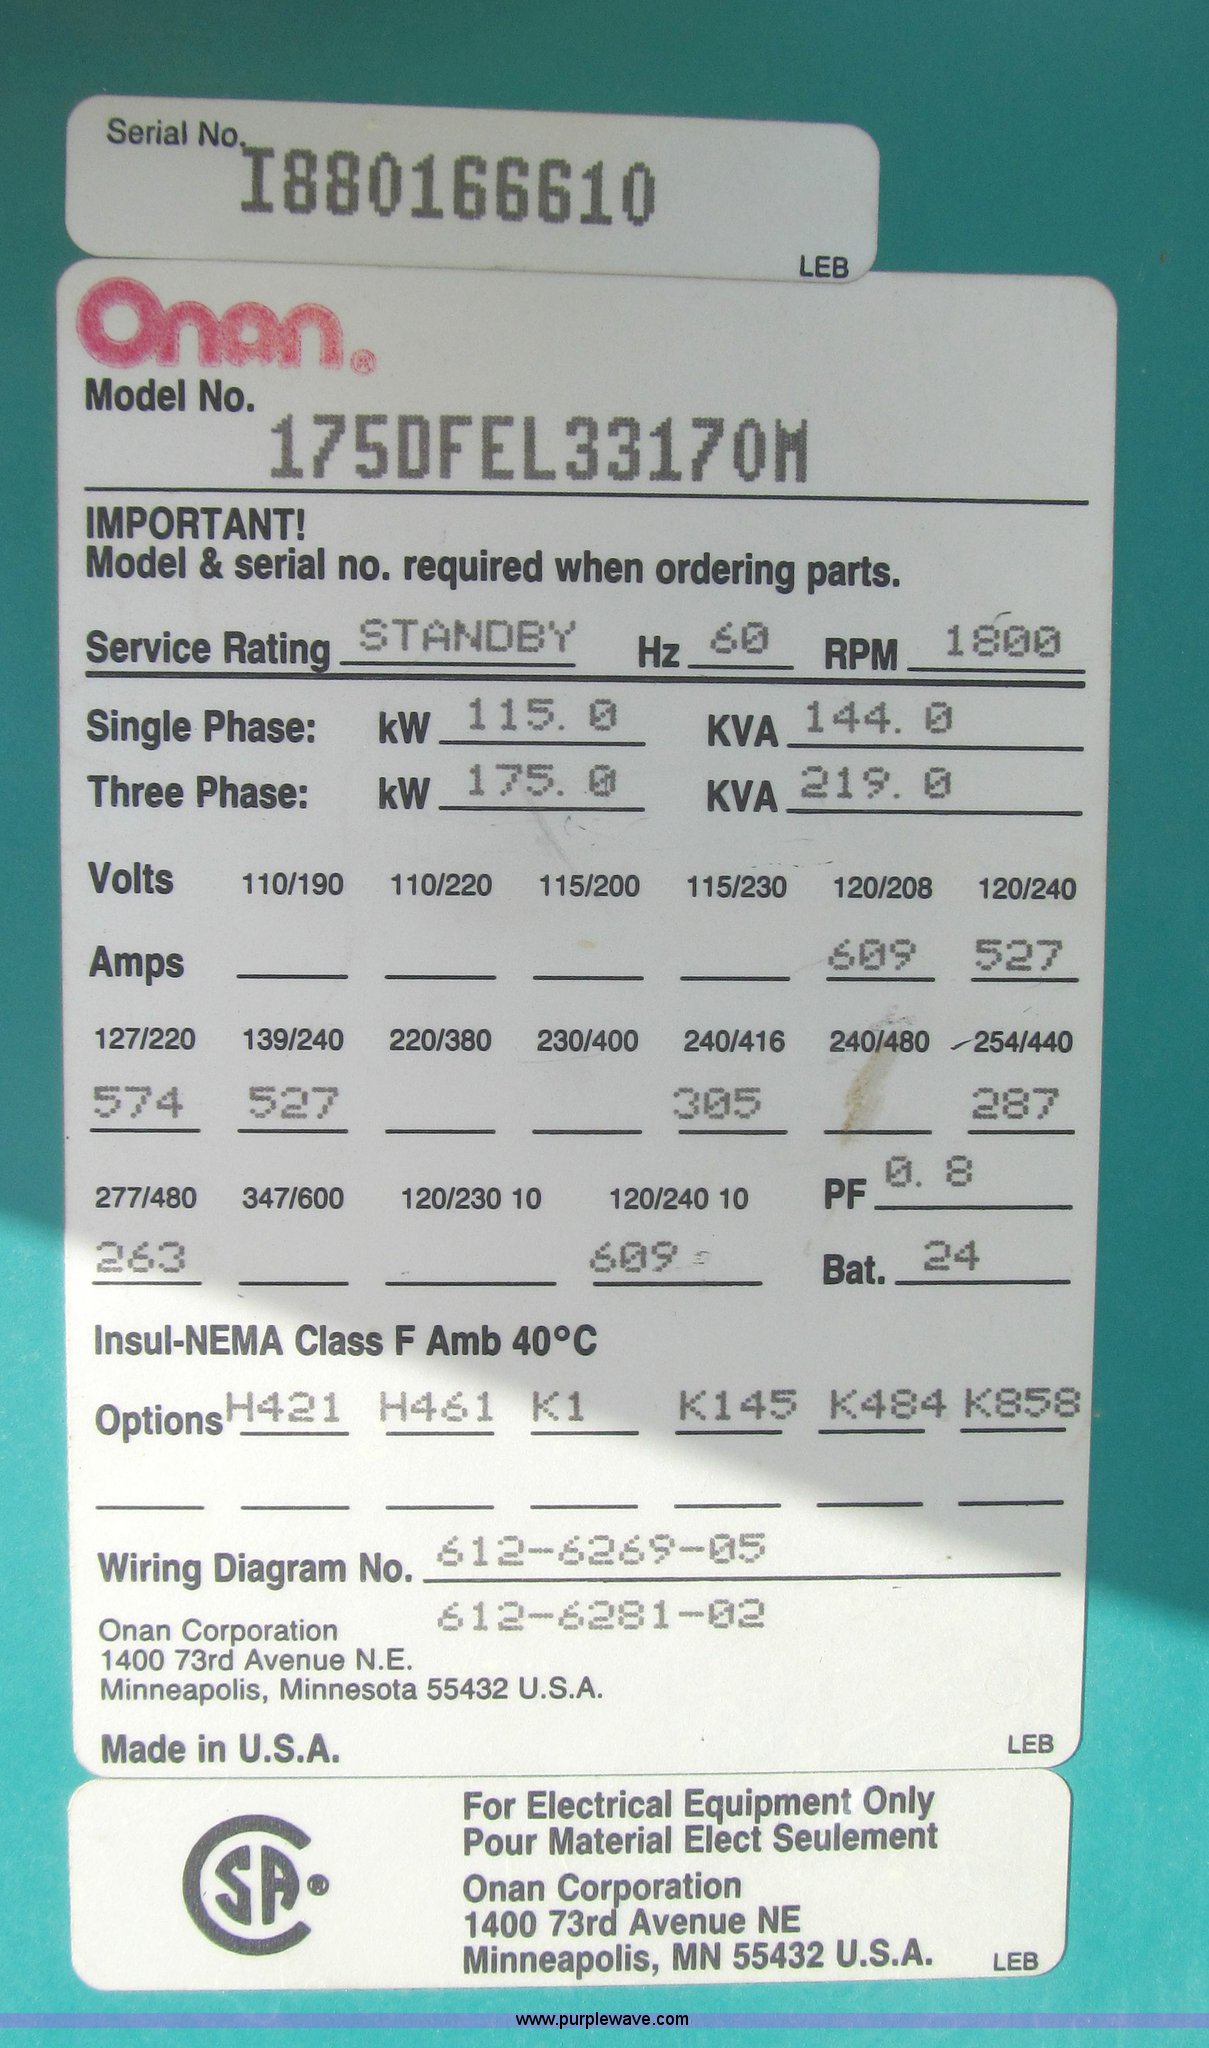 Serial No.
I880166610
LEB
Onan®
Model No.
175DFEL33170M
IMPORTANT!
Model & serial no. required when ordering parts.
Service Rating STANDBY Hz 60 RPM 1800
Single Phase: kW 115.0 KVA 144.0
Three Phase: kW 175.0 KVA 219.0
Volts 110/190 110/220 115/200 115/230 120/208 120/240
Amps 609 527
127/220 139/240 220/380 230/400 240/416 240/480 254/440
574 527 305 287
277/480 347/600 120/230 10 120/240 10 PF 0.8
263 609 Bat. 24
Insul-NEMA Class F Amb 40°C
Options H421 H461 K1 K145 K484 K858
Wiring Diagram No. 612-6269-05
612-6281-02
Onan Corporation
1400 73rd Avenue N.E.
Minneapolis, Minnesota 55432 U.S.A.
Made in U.S.A.
LEB
SA®
For Electrical Equipment Only
Pour Material Elect Seulement
Onan Corporation
1400 73rd Avenue NE
Minneapolis, MN 55432 U.S.A.
LEB
www.purplewave.com